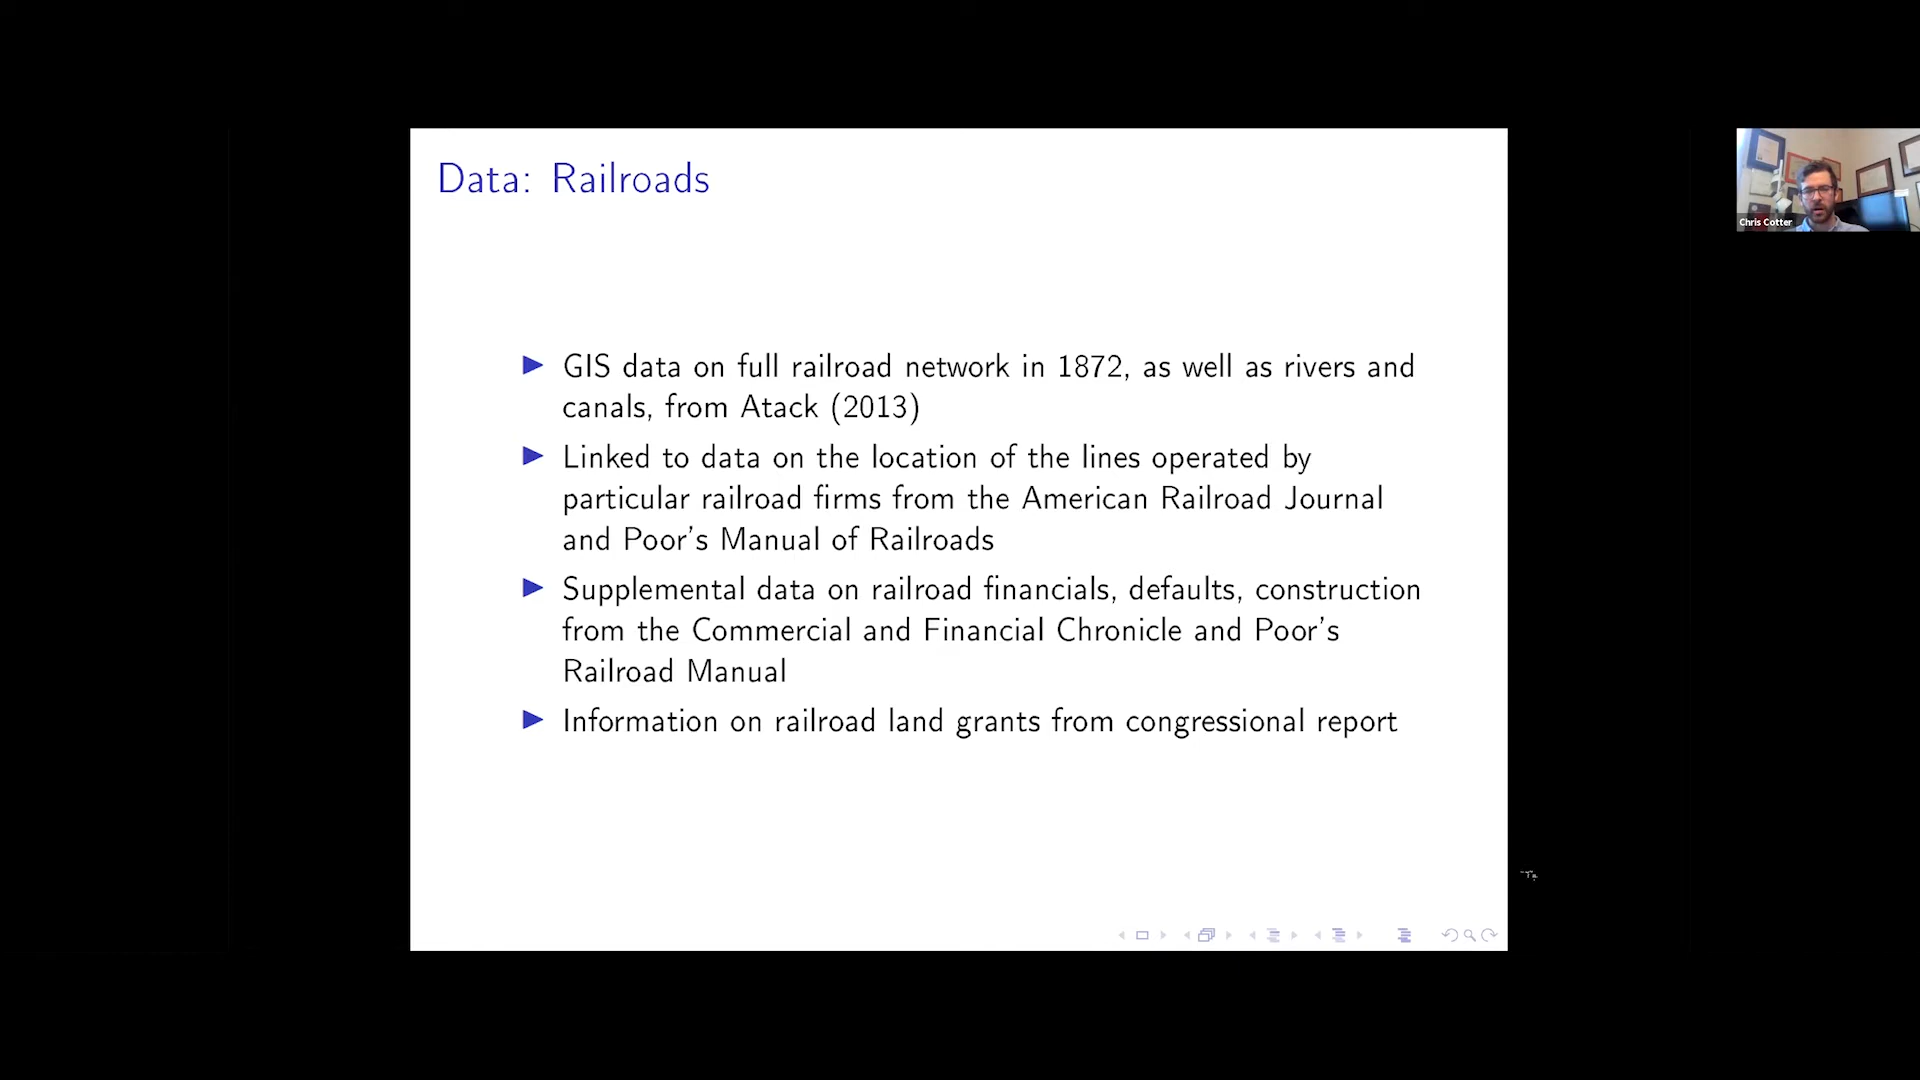 Data: Railroads
GIS data on full railroad network in 1872, as well as rivers and
canals, from Atack (2013)
Linked to data on the location of the lines operated by
particular railroad firms from the American Railroad Journal
and Poor's Manual of Railroads
Supplemental data on railroad financials, defaults, construction
from the Commercial and Financial Chronicle and Poor's
Railroad Manual
Information on railroad land grants from congressional report
Chris Cotter